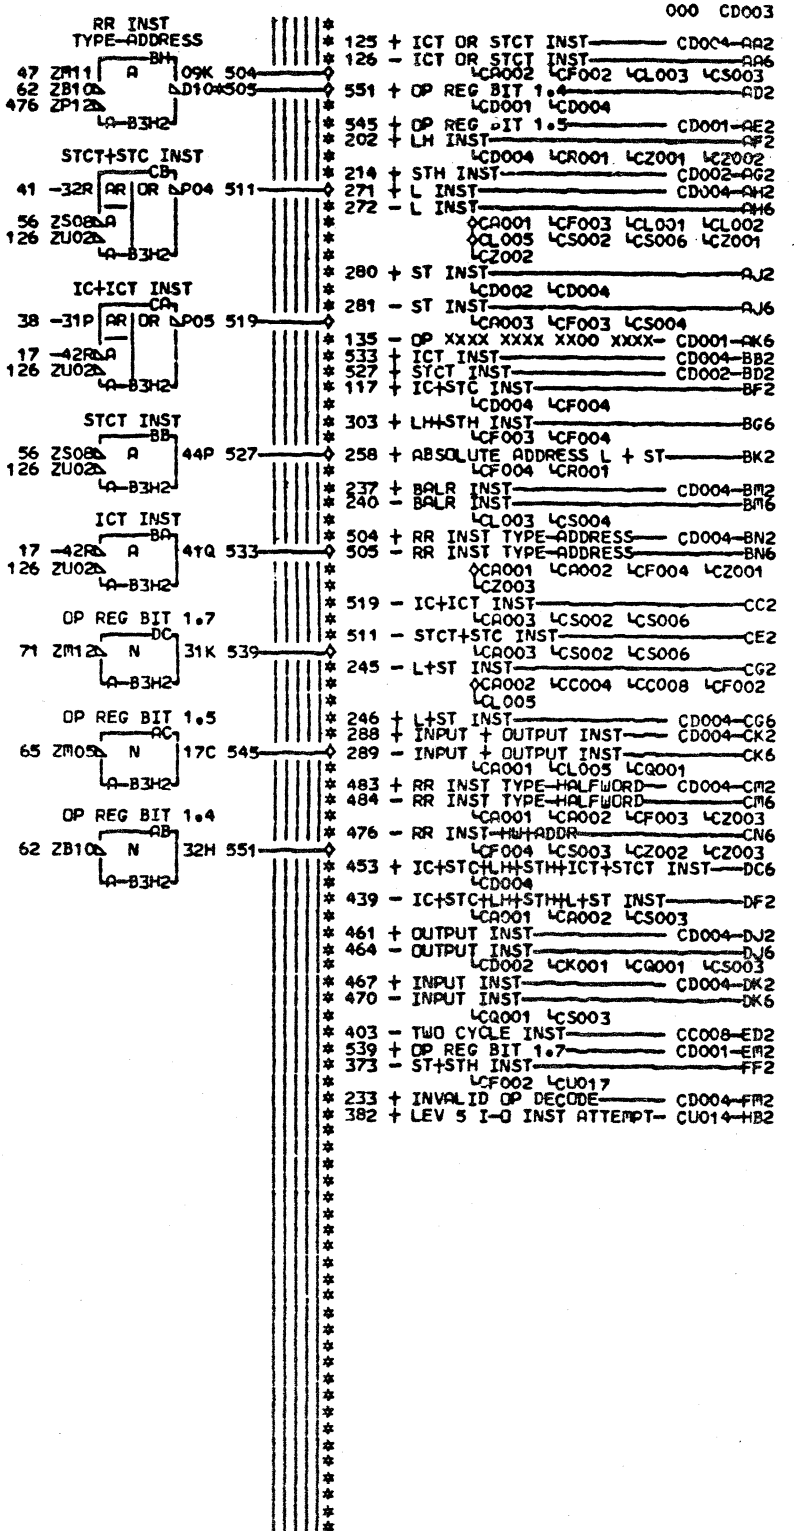 000 CD003
RR INST
TYPE-ADDRESS
BH
47 ZM11 A 09K 504
62 ZB10 D10*505
476 ZP12
A-B3H2
STCT+STC INST
CB
41 -32R AR OR P04 511
56 ZS08 A
126 ZU02
A-B3H2
IC+ICT INST
CA
38 -31P AR OR P05 519
17 -42R A
126 ZU02
A-B3H2
STCT INST
BB
56 ZS08 A 44P 527
126 ZU02
A-B3H2
ICT INST
BA
17 -42R A 41Q 533
126 ZU02
A-B3H2
OP REG BIT 1.7
DC
71 ZM12 N 31K 539
A-B3H2
OP REG BIT 1.5
AC
65 ZM05 N 17C 545
A-B3H2
OP REG BIT 1.4
AB
62 ZB10 N 32H 551
A-B3H2
* 125 + ICT OR STCT INST CD004-AA2
* 126 - ICT OR STCT INST AA6
CA002 CF002 CL003 CS003
* 551 + OP REG BIT 1.4 AD2
CD001 CD004
* 545 + OP REG BIT 1.5 CD001-AE2
* 202 + LH INST AF2
CD004 CR001 CZ001 CZ002
* 214 + STH INST CD002-AG2
* 271 + L INST CD004-AH2
* 272 - L INST AH6
CA001 CF003 CL001 CL002
CL005 CS002 CS006 CZ001
CZ002
* 280 + ST INST AJ2
CD002 CD004
* 281 - ST INST AJ6
CA003 CF003 CS004
* 135 - OP XXXX XXXX XX00 XXXX- CD001-AK6
* 533 + ICT INST CD004-BB2
* 527 + STCT INST CD002-BD2
* 117 + IC+STC INST BF2
CD004 CF004
* 303 + LH+STH INST BG6
CF003 CF004
* 258 + ABSOLUTE ADDRESS L + ST BK2
CF004 CR001
* 237 + BALR INST CD004-BM2
* 240 - BALR INST BM6
CL003 CS004
* 504 + RR INST TYPE-ADDRESS CD004-BN2
* 505 - RR INST TYPE-ADDRESS BN6
CA001 CA002 CF004 CZ001
CZ003
* 519 - IC+ICT INST CC2
CA003 CS002 CS006
* 511 - STCT+STC INST CE2
CA003 CS002 CS006
* 245 - L+ST INST CG2
CA002 CC004 CC008 CF002
CL005
* 246 + L+ST INST CD004-CG6
* 288 + INPUT + OUTPUT INST CD004-CK2
* 289 - INPUT + OUTPUT INST CK6
CA001 CL005 CQ001
* 483 + RR INST TYPE-HALFWORD CD004-CM2
* 484 - RR INST TYPE-HALFWORD CM6
CA001 CA002 CF003 CZ003
* 476 - RR INST-HW+ADDR CN6
CF004 CS003 CZ002 CZ003
* 453 + IC+STC+LH+STH+ICT+STCT INST DC6
CD004
* 439 - IC+STC+LH+STH+L+ST INST DF2
CA001 CA002 CS003
* 461 + OUTPUT INST CD004-DJ2
* 464 - OUTPUT INST DJ6
CD002 CK001 CQ001 CS003
* 467 + INPUT INST CD004-DK2
* 470 - INPUT INST DK6
CQ001 CS003
* 403 - TWO CYCLE INST CC008-ED2
* 539 + OP REG BIT 1.7 CD001-EM2
* 373 - ST+STH INST FF2
CF002 CU017
* 233 + INVALID OP DECODE CD004-FM2
* 382 + LEV 5 I-O INST ATTEMPT- CU014-HB2